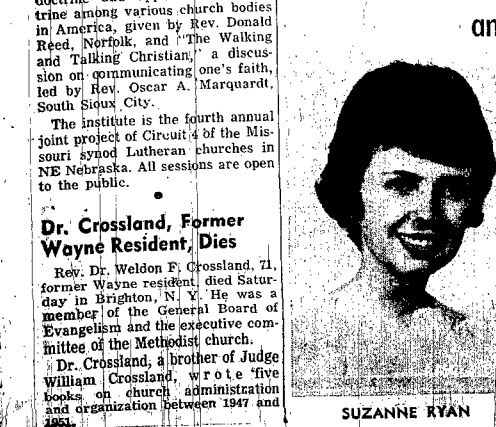 trine among various church bodies
in America, given by Rev. Donald
Reed, Norfolk, and "The Walking
and Talking Christian," a discus-
sion on communicating one's faith,
led by Rev. Oscar A. Marquardt,
South Sioux City.
The institute is the fourth annual
joint project of Circuit 4 of the Mis-
souri synod Lutheran churches in
NE Nebraska. All sessions are open
to the public.
Dr. Crossland, Former
Wayne Resident, Dies
Rev. Dr. Weldon F. Crossland, 71,
former Wayne resident, died Satur-
day in Brighton, N. Y. He was a
member of the General Board of
Evangelism and the executive com-
mittee of the Methodist church.
Dr. Crossland, a brother of Judge
William Crossland, wrote five
books on church administration
and organization between 1947 and
1951.
an
SUZANNE RYAN